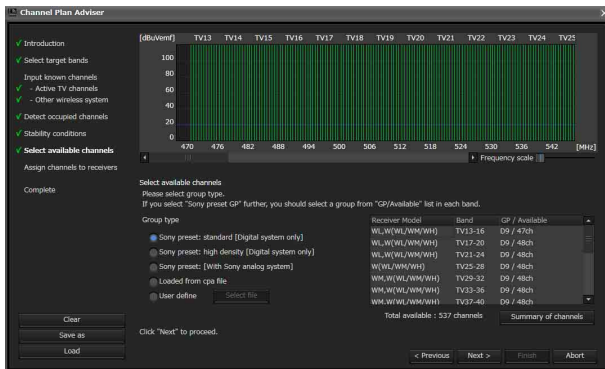 Channel Plan Adviser
Introduction
Select target bands
Input known channels
- Active TV channels
- Other wireless system
Detect occupied channels
Stability conditions
Select available channels
Assign channels to receivers
Complete
Clear
Save as
Load
[dBuVemf] TV13 TV14 TV15 TV16 TV17 TV18 TV19 TV20 TV21 TV22 TV23 TV24 TV25
100
80
60
40
20
0
470 476 482 488 494 500 506 512 518 524 530 536 542 [MHz]
Frequency scale
Select available channels
Please select group type.
If you select "Sony preset GP" further, you should select a group from "GP/Available" list in each band.
Group type
Sony preset: standard [Digital system only]
Sony preset: high density [Digital system only]
Sony preset: [With Sony analog system]
Loaded from cpa file
User define Select file
Receiver Model Band GP / Available
WL,W(WL/WM/WH) TV13-16 D9 / 47ch
WL,W(WL/WM/WH) TV17-20 D9 / 48ch
WL,W(WL/WM/WH) TV21-24 D9 / 48ch
W(WL/WM/WH) TV25-28 D9 / 48ch
WM,W(WL/WM/WH) TV29-32 D9 / 48ch
WM,W(WL/WM/WH) TV33-36 D9 / 48ch
WM,W(WL/WM/WH) TV37-40 D9 / 48ch
Total available : 537 channels Summary of channels
Click "Next" to proceed.
< Previous Next > Finish Abort